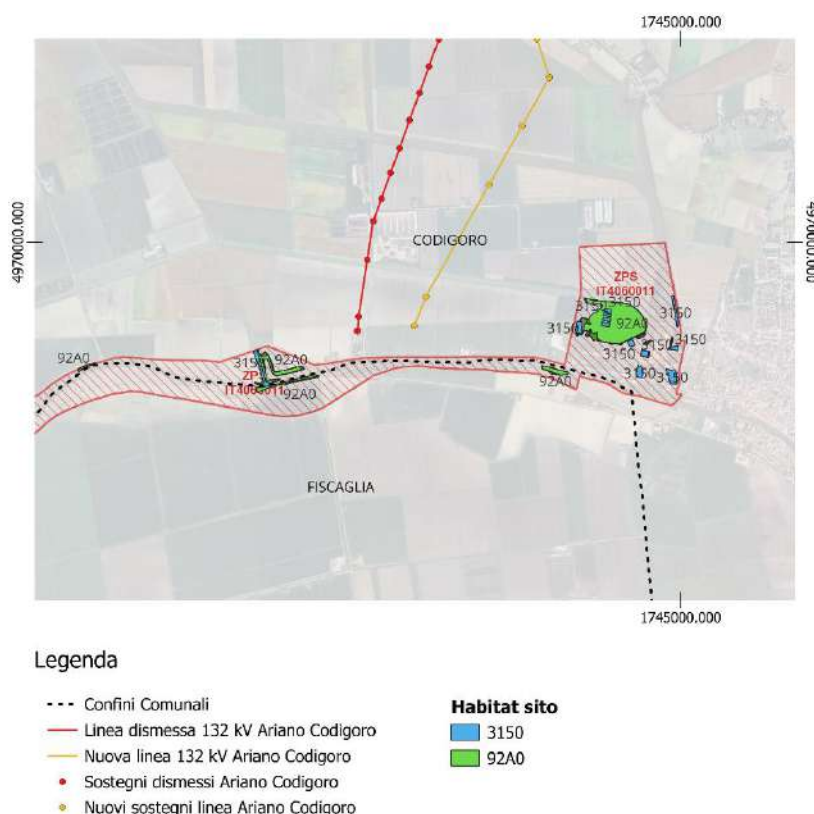 1745000.000
4970000.000
4970000.000
CODIGORO
ZPS
IT4060011
3150
3150
92A0
3150
3150
3150
3150
3150
3150
92A0
3150
92A0
92A0
92A0
FISCAGLIA
1745000.000
Legenda
Confini Comunali
Linea dismessa 132 kV Ariano Codigoro
Nuova linea 132 kV Ariano Codigoro
Sostegni dismessi Ariano Codigoro
Nuovi sostegni linea Ariano Codigoro
Habitat sito
3150
92A0